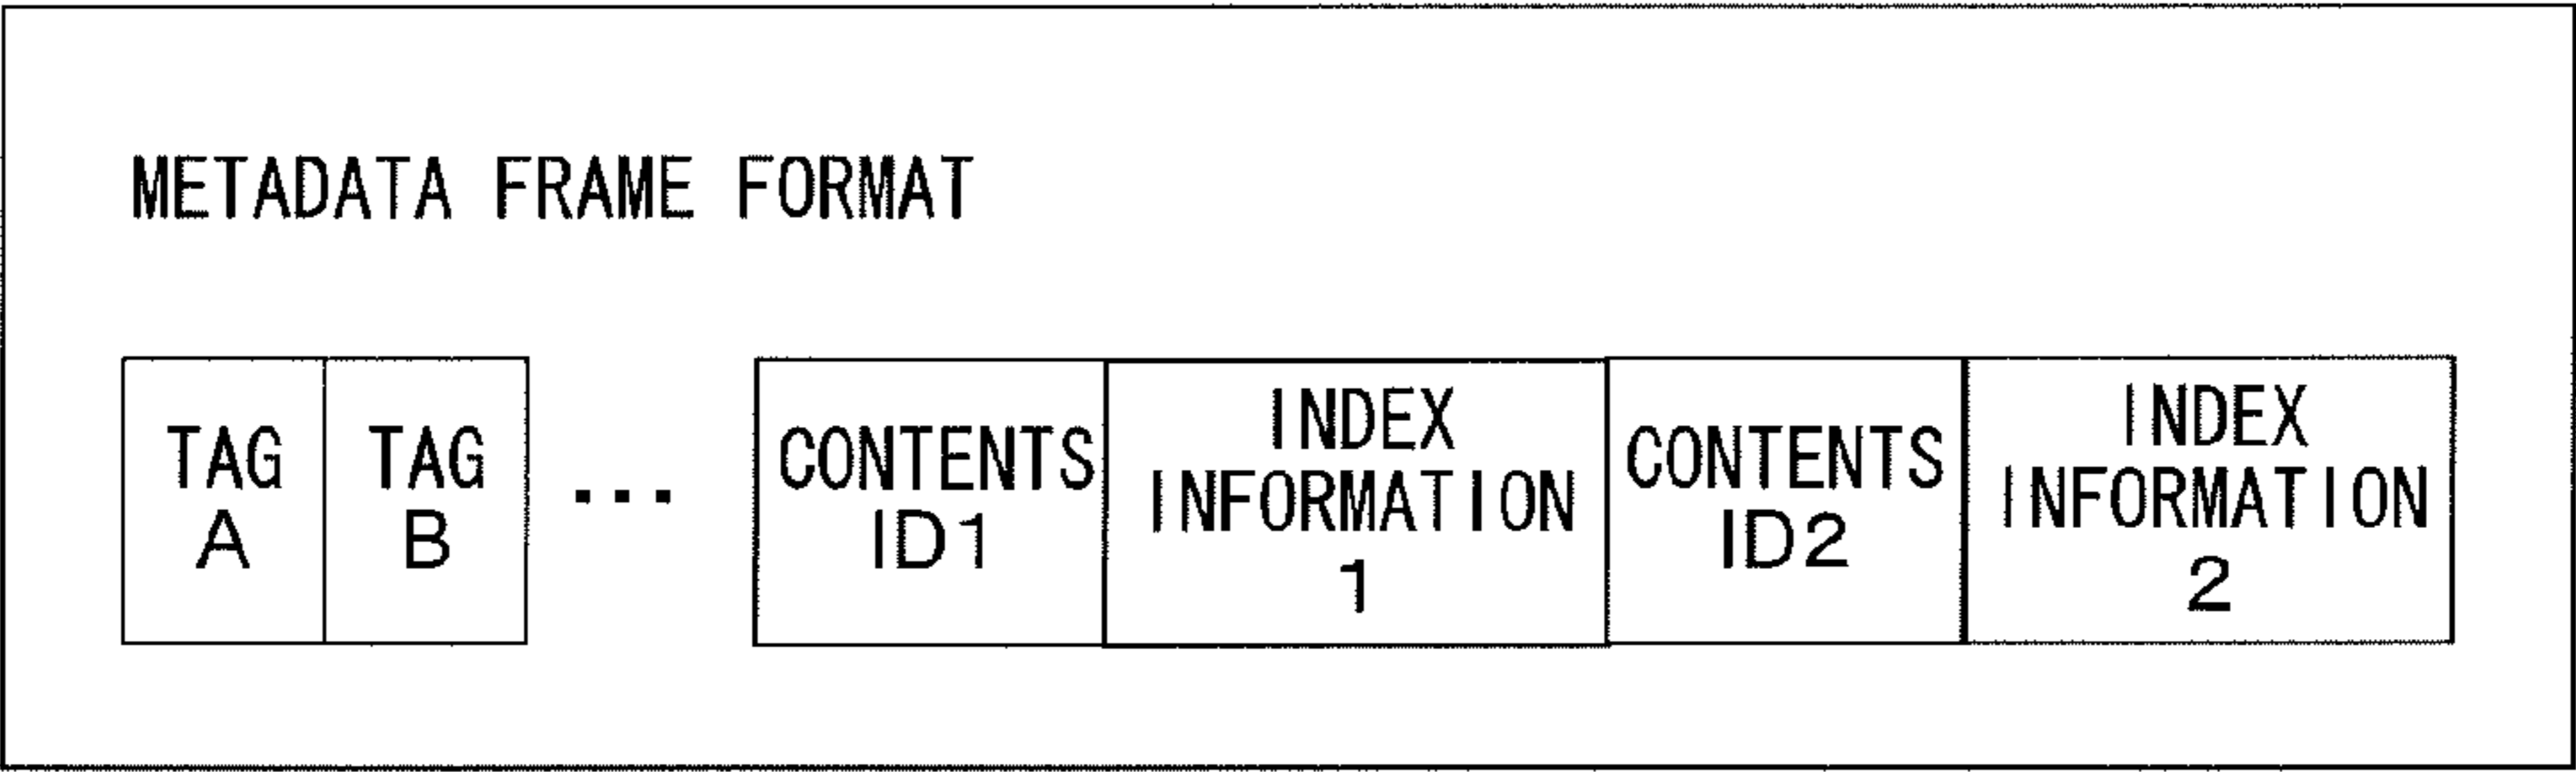 METADATA FRAME FORMAT
TAG
A
TAG
B
...
CONTENTS
ID1
INDEX
INFORMATION
1
CONTENTS
ID2
INDEX
INFORMATION
2